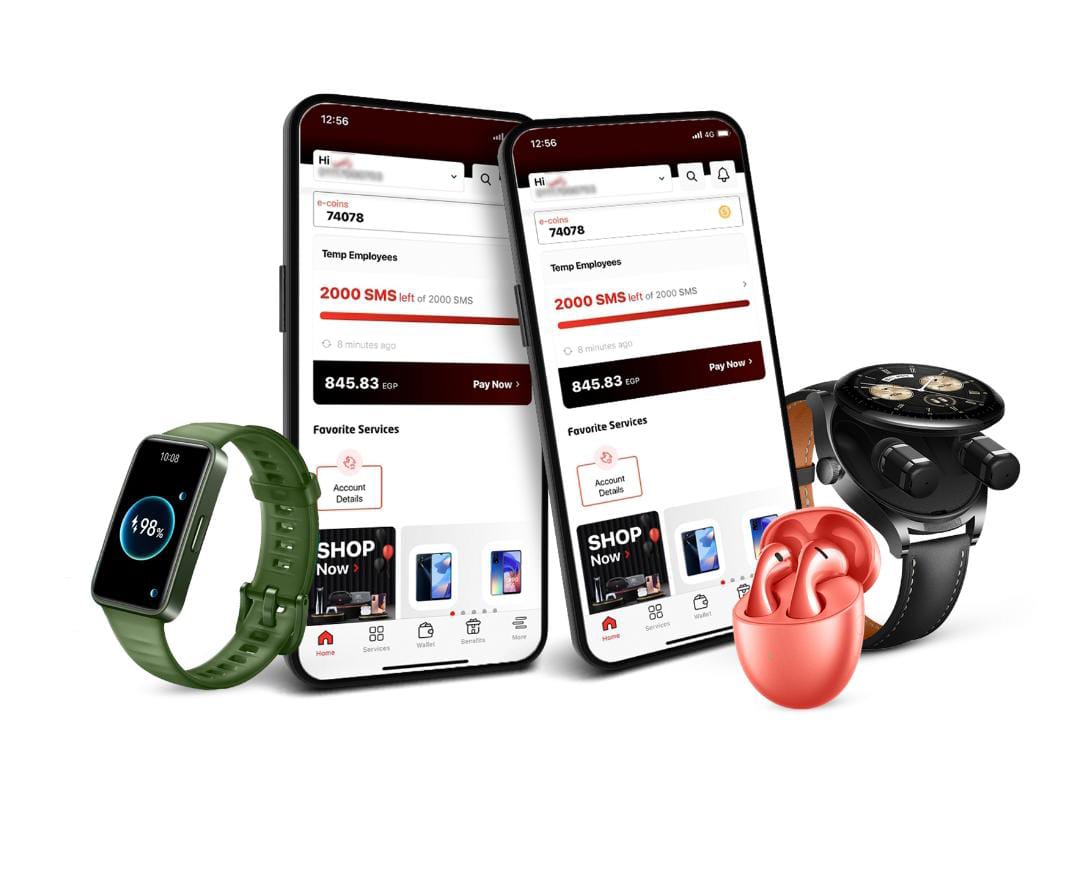 12:56
Hi
e-coins
74078
Temp Employees
2000 SMS left of 2000 SMS
8 minutes ago
845.83 EGP
Pay Now
Favorite Services
Account
Details
SHOP
Now
Home
Services
Wallet
Benefits
More
12:56
4G
Hi
e-coins
74078
Temp Employees
2000 SMS left of 2000 SMS
8 minutes ago
845.83 EGP
Pay Now
Favorite Services
Account
Details
SHOP
Now
Home
Services
Wallet
10:08
98%